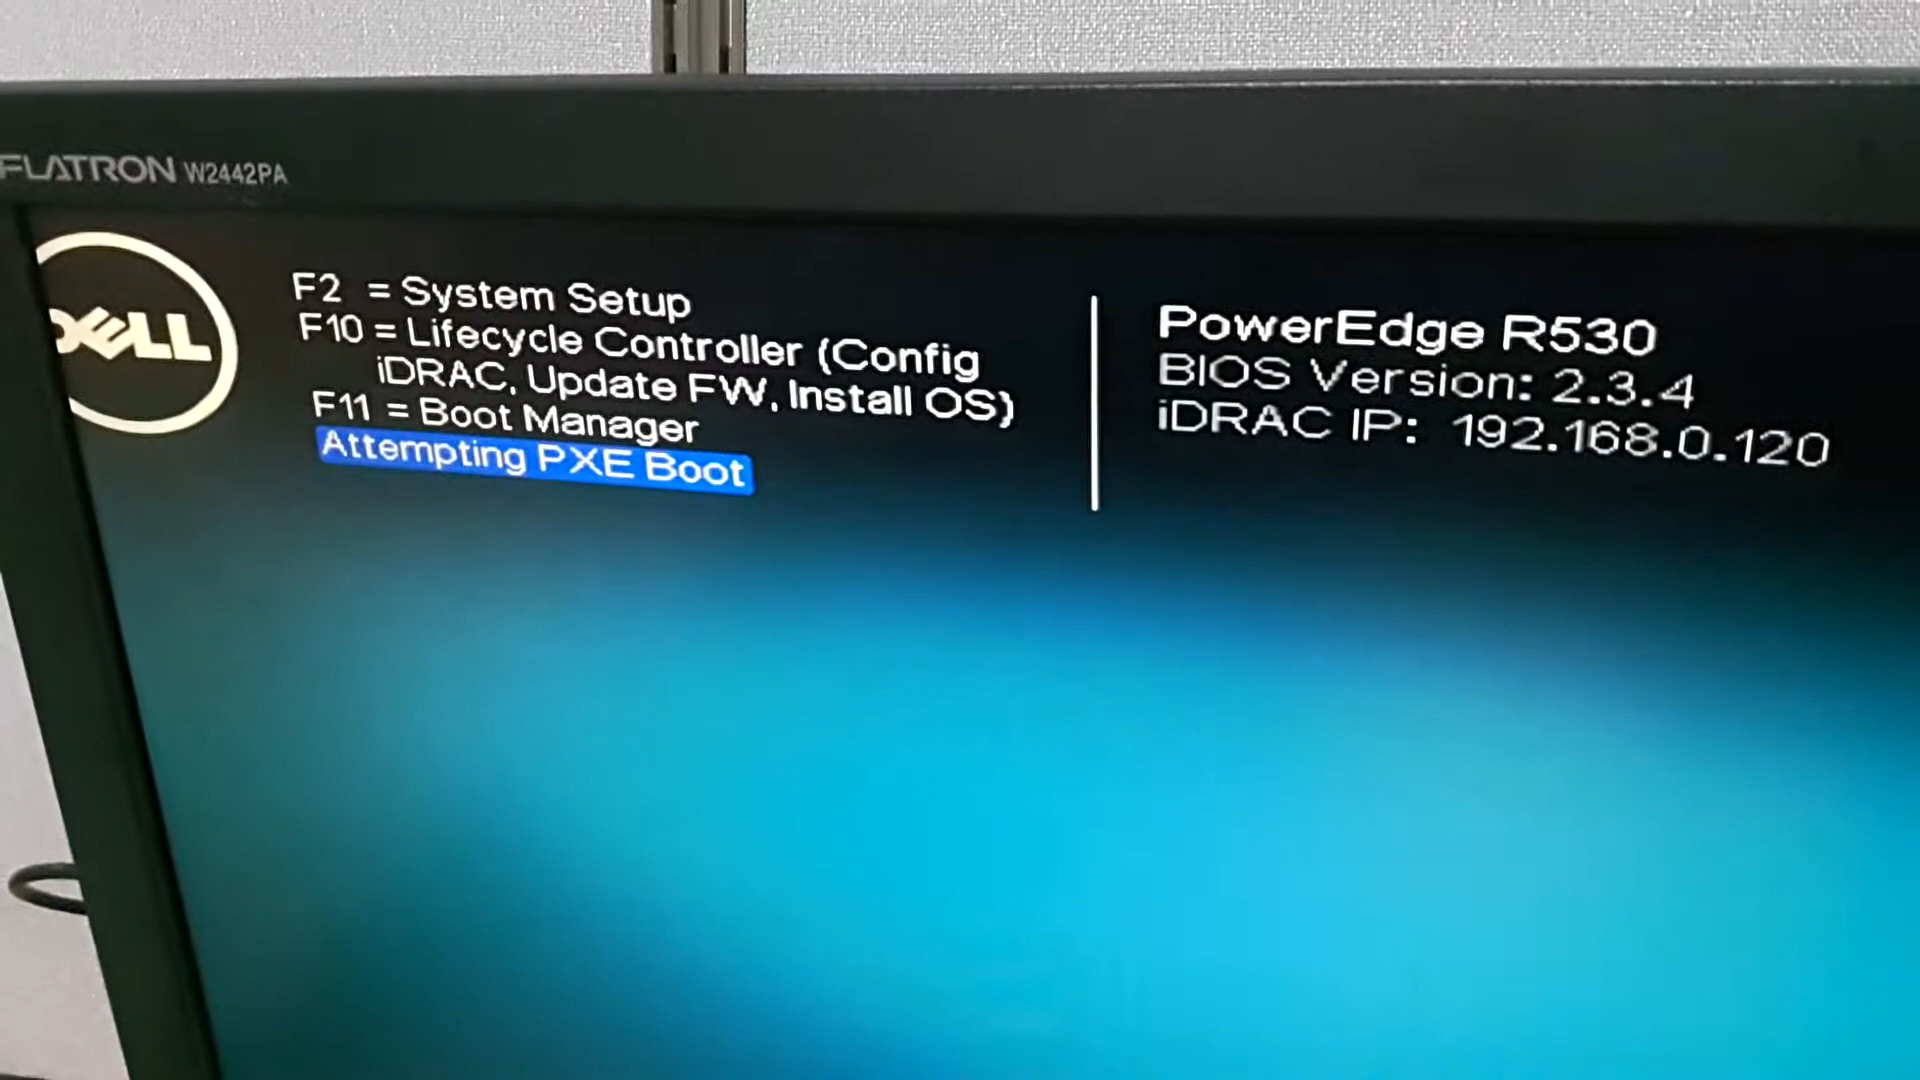 FLATRON W2442PA
DELL
F2 = System Setup
F10 = Lifecycle Controller (Config
iDRAC, Update FW, Install OS)
F11 = Boot Manager
Attempting PXE Boot
PowerEdge R530
BIOS Version: 2.3.4
iDRAC IP: 192.168.0.120